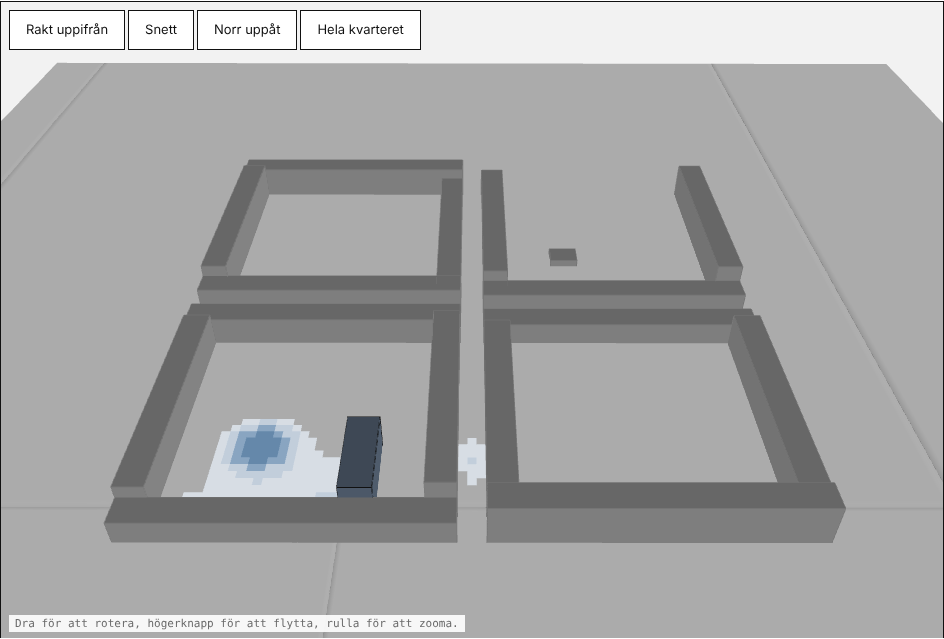 Rakt uppifrån
Snett
Norr uppåt
Hela kvarteret
Dra för att rotera, högerknapp för att flytta, rulla för att zooma.